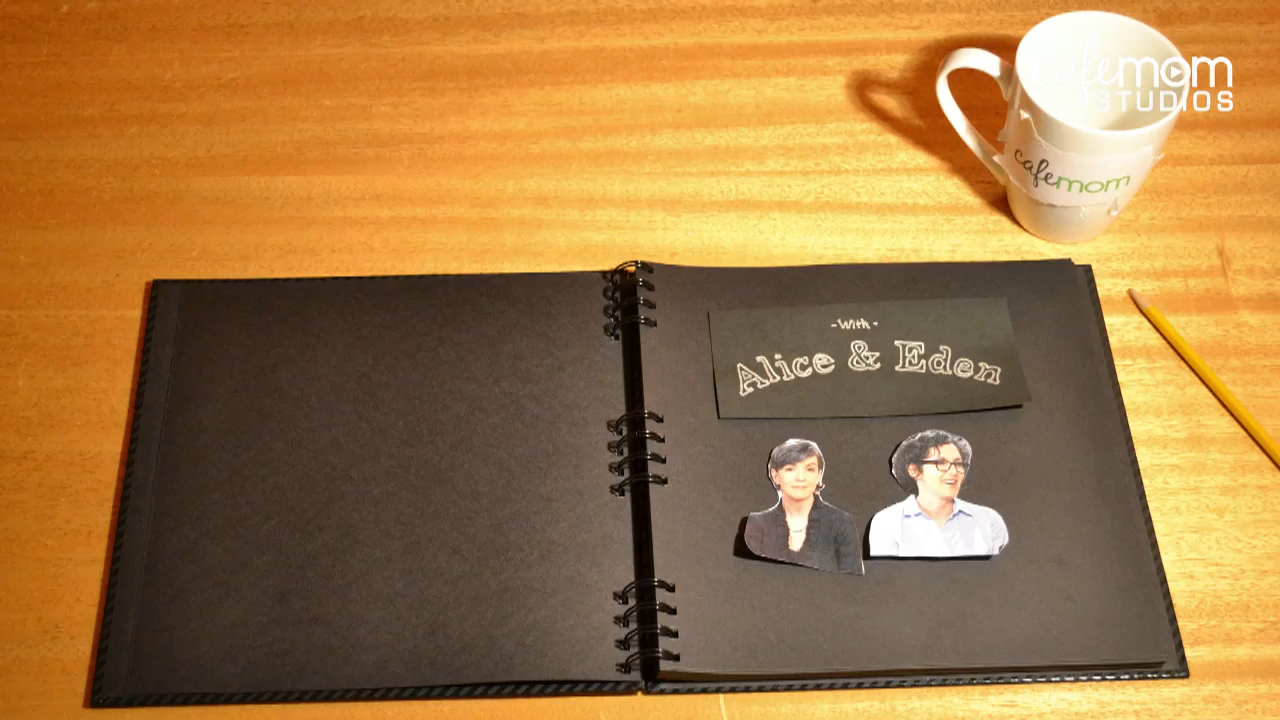 cafemom
STUDIOS
cafemom
-With-
Alice & Eden